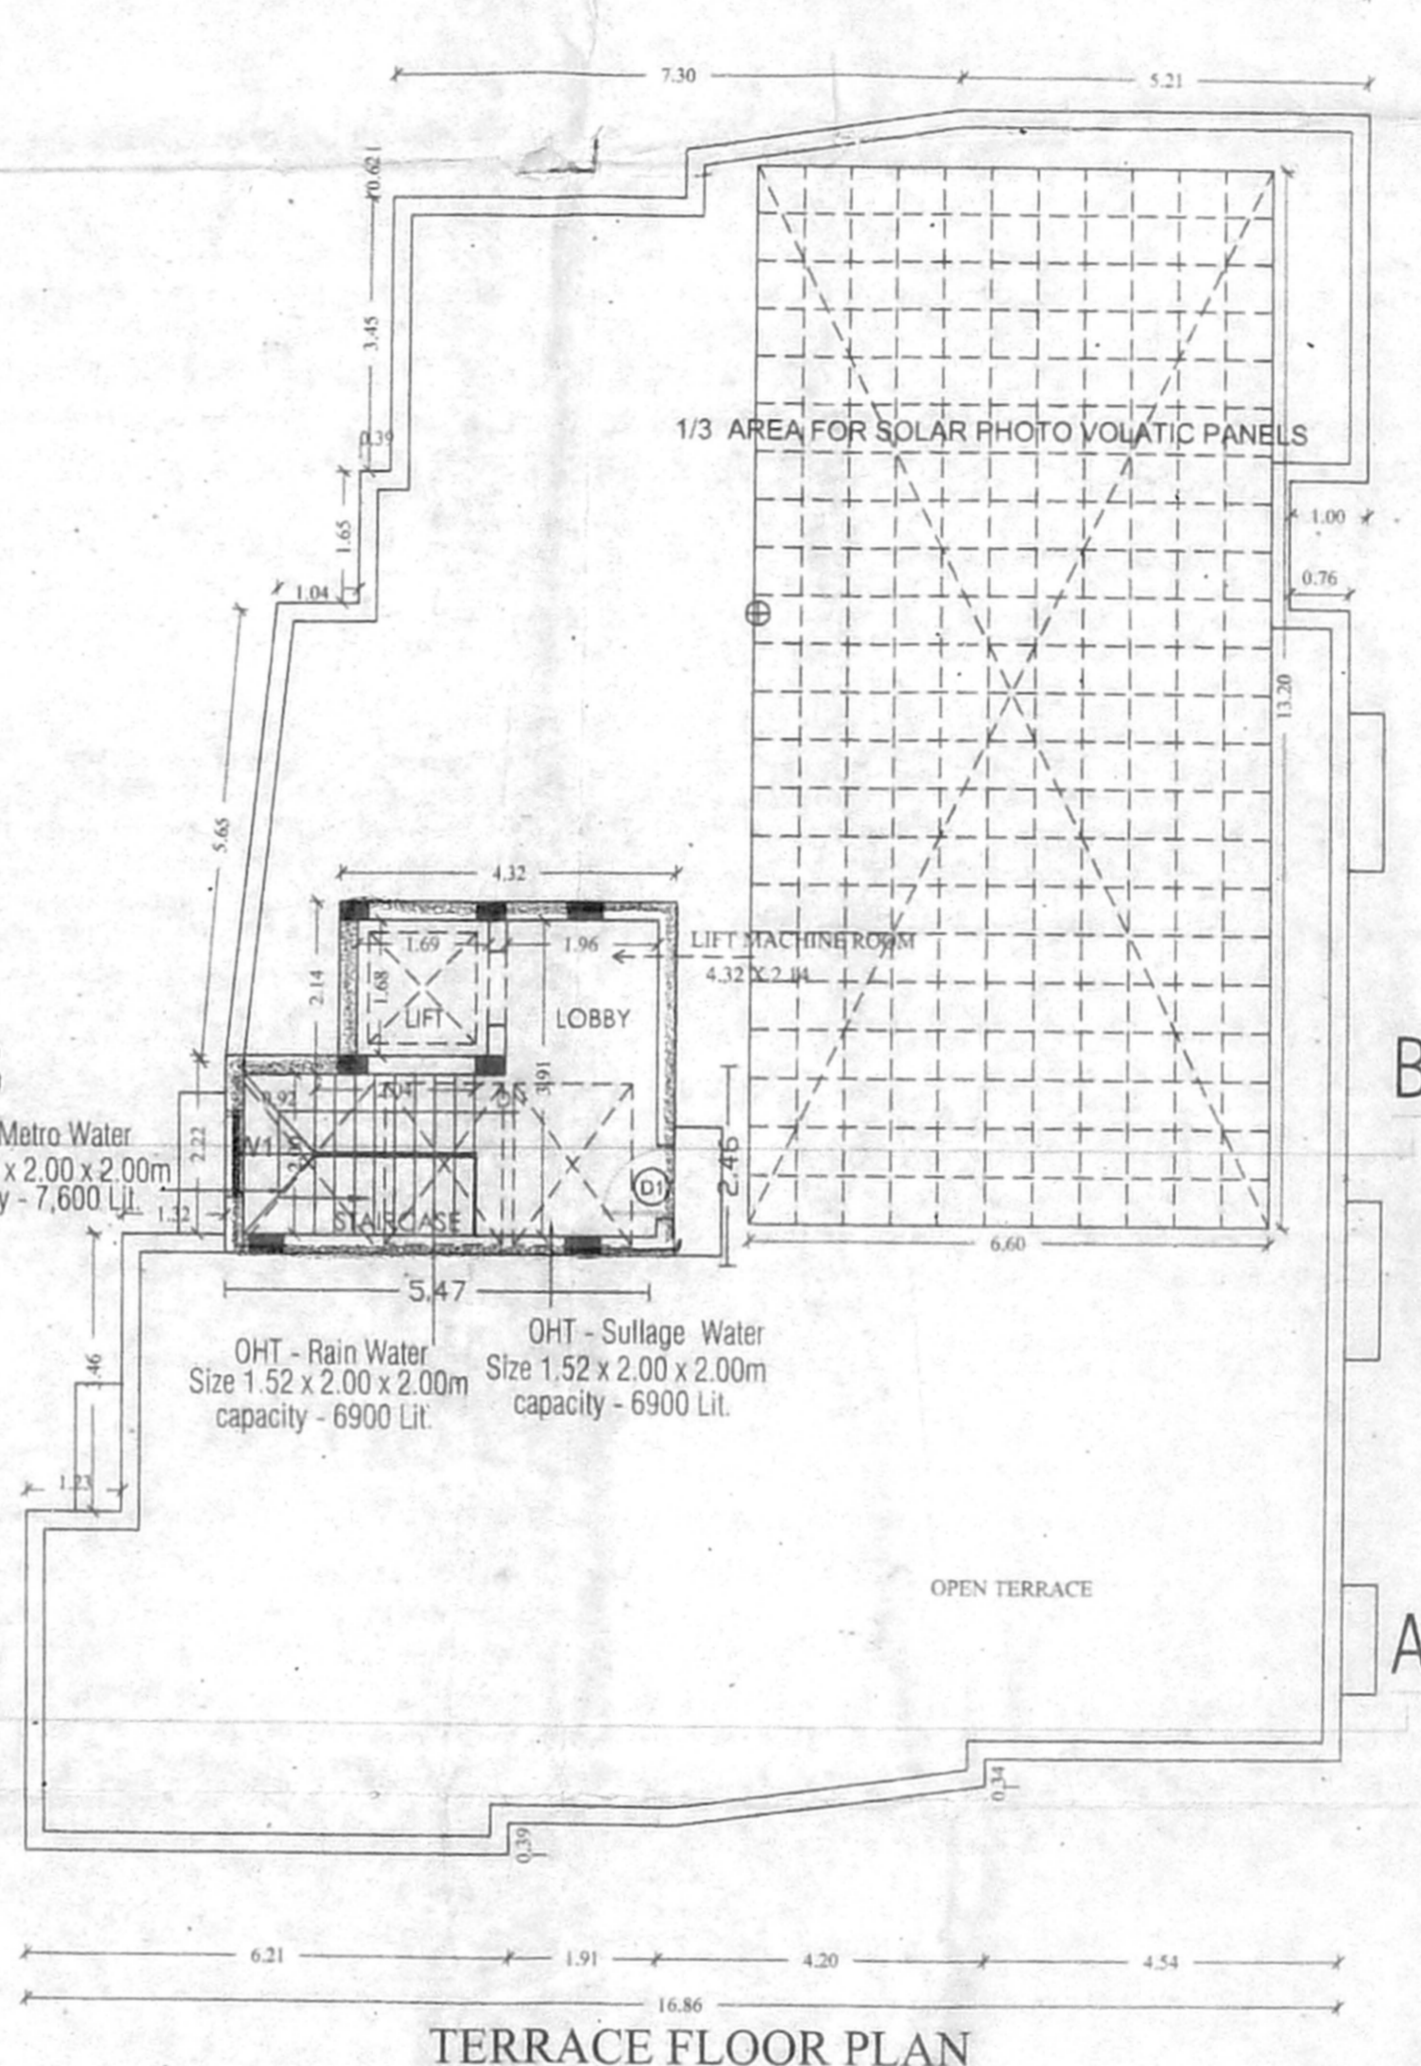 7.30
5.21
0.62
3.45
1/3 AREA FOR SOLAR PHOTO VOLATIC PANELS
0.39
1.00
1.65
0.76
1.04
13.20
5.65
4.32
1.69
1.96
LIFT MACHINE ROOM
4.32 X 2.14
2.14
1.68
LIFT
LOBBY
B
3.91
0.92
Metro Water
x 2.00 x 2.00m
y - 7,600 Lit.
2.22
W1
D1
2.46
1.32
STAIRCASE
6.60
5.47
OHT - Rain Water
Size 1.52 x 2.00 x 2.00m
capacity - 6900 Lit.
OHT - Sullage Water
Size 1.52 x 2.00 x 2.00m
capacity - 6900 Lit.
1.23
OPEN TERRACE
A
0.34
0.39
6.21
1.91
4.20
4.54
16.86
TERRACE FLOOR PLAN